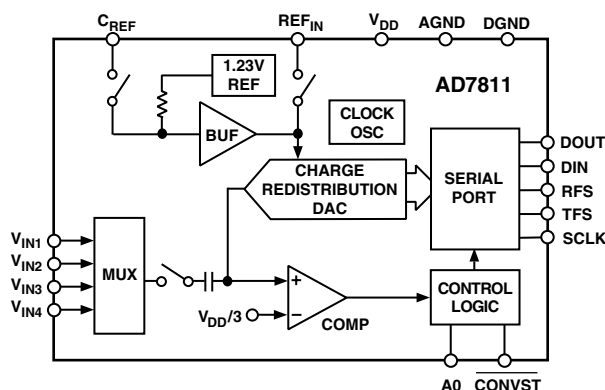 C_REF REF_IN V_DD AGND DGND
1.23V
REF
AD7811
BUF
CLOCK
OSC
CHARGE
REDISTRIBUTION
DAC
SERIAL
PORT
DOUT
DIN
RFS
TFS
SCLK
V_IN1
V_IN2
V_IN3
V_IN4
MUX
+
−
V_DD/3
COMP
CONTROL
LOGIC
A0 CONVST